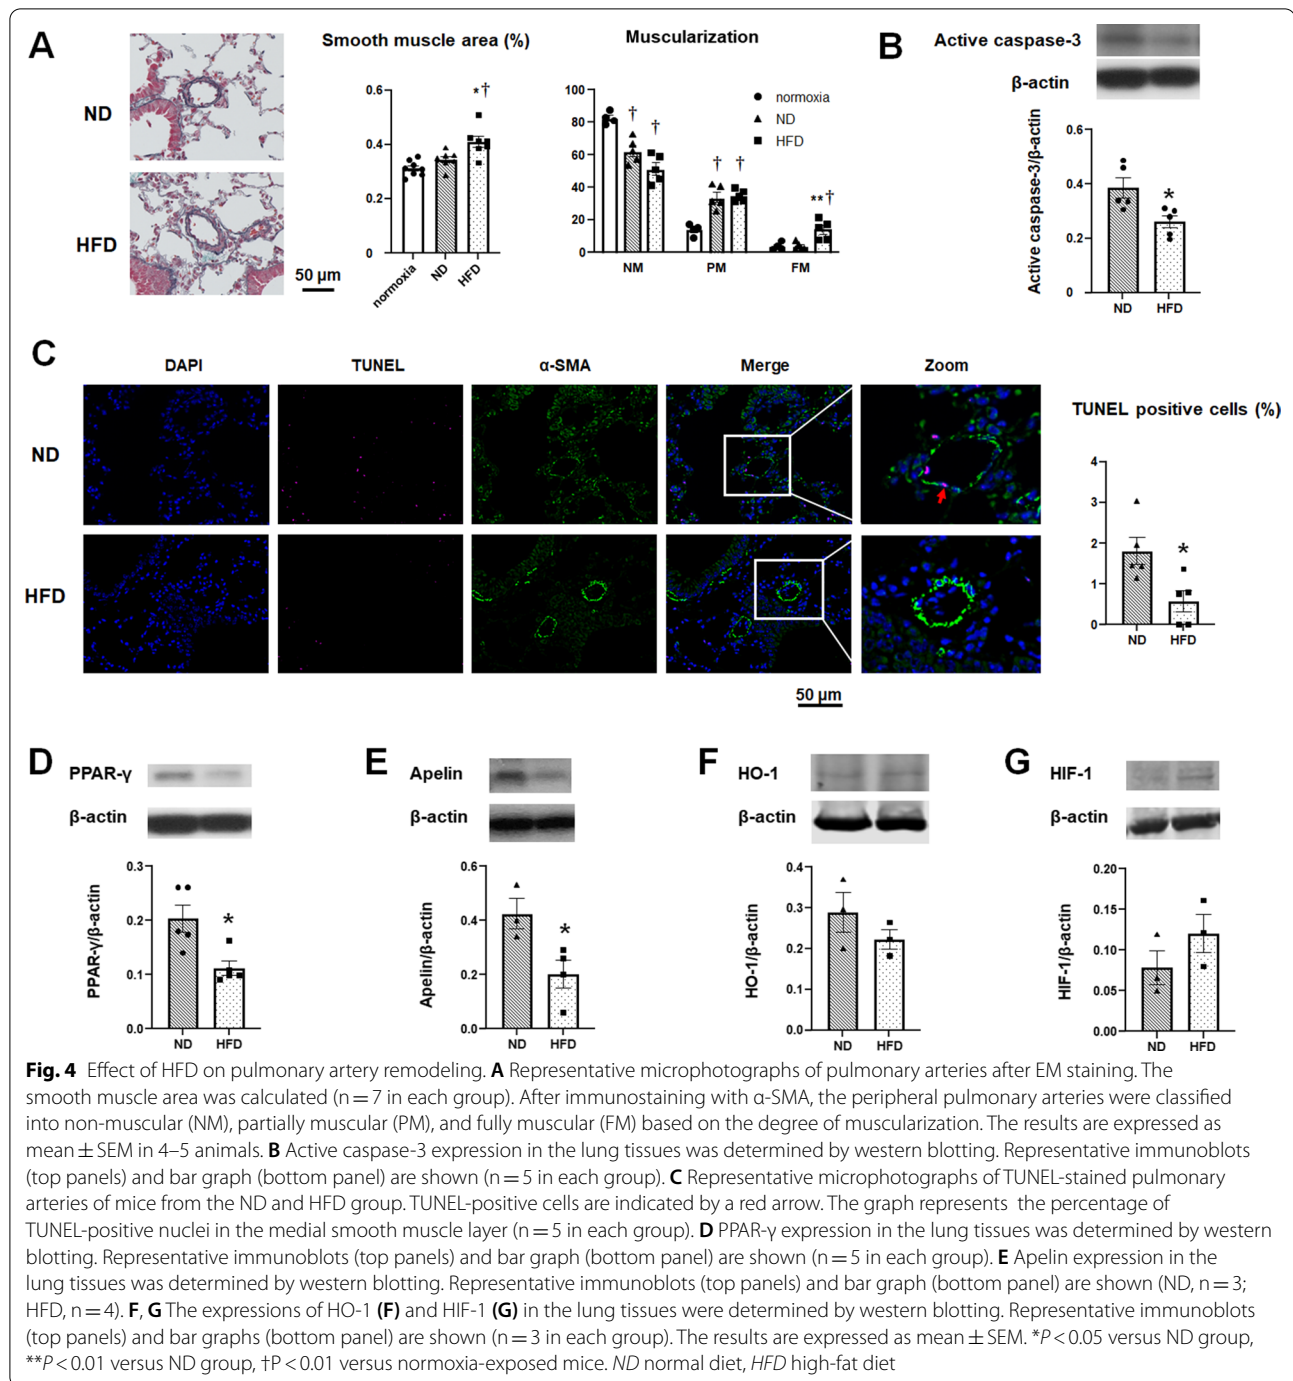 A
Smooth muscle area (%)
Muscularization
ND
HFD
50 µm
0.6
0.4
0.2
0
normoxia
ND
HFD
*†
100
80
60
40
20
0
normoxia
ND
HFD
†
†
†
†
**†
NM
PM
FM
B
Active caspase-3
β-actin
Active caspase-3/β-actin
0.6
0.4
0.2
0
*
ND
HFD
C
DAPI
TUNEL
α-SMA
Merge
Zoom
ND
HFD
50 µm
TUNEL positive cells (%)
4
3
2
1
0
*
ND
HFD
D
PPAR-γ
β-actin
PPAR-γ/β-actin
0.3
0.2
0.1
0.0
*
ND
HFD
E
Apelin
β-actin
Apelin/β-actin
0.6
0.4
0.2
0.0
*
ND
HFD
F
HO-1
β-actin
HO-1/β-actin
0.4
0.3
0.2
0.1
0.0
ND
HFD
G
HIF-1
β-actin
HIF-1/β-actin
0.20
0.15
0.10
0.05
0.00
ND
HFD
Fig. 4 Effect of HFD on pulmonary artery remodeling. A Representative microphotographs of pulmonary arteries after EM staining. The
smooth muscle area was calculated (n = 7 in each group). After immunostaining with α-SMA, the peripheral pulmonary arteries were classified
into non-muscular (NM), partially muscular (PM), and fully muscular (FM) based on the degree of muscularization. The results are expressed as
mean ± SEM in 4–5 animals. B Active caspase-3 expression in the lung tissues was determined by western blotting. Representative immunoblots
(top panels) and bar graph (bottom panel) are shown (n = 5 in each group). C Representative microphotographs of TUNEL-stained pulmonary
arteries of mice from the ND and HFD group. TUNEL-positive cells are indicated by a red arrow. The graph represents the percentage of
TUNEL-positive nuclei in the medial smooth muscle layer (n = 5 in each group). D PPAR-γ expression in the lung tissues was determined by western
blotting. Representative immunoblots (top panels) and bar graph (bottom panel) are shown (n = 5 in each group). E Apelin expression in the
lung tissues was determined by western blotting. Representative immunoblots (top panels) and bar graph (bottom panel) are shown (ND, n = 3;
HFD, n = 4). F, G The expressions of HO-1 (F) and HIF-1 (G) in the lung tissues were determined by western blotting. Representative immunoblots
(top panels) and bar graphs (bottom panel) are shown (n = 3 in each group). The results are expressed as mean ± SEM. *P < 0.05 versus ND group,
**P < 0.01 versus ND group, †P < 0.01 versus normoxia-exposed mice. ND normal diet, HFD high-fat diet